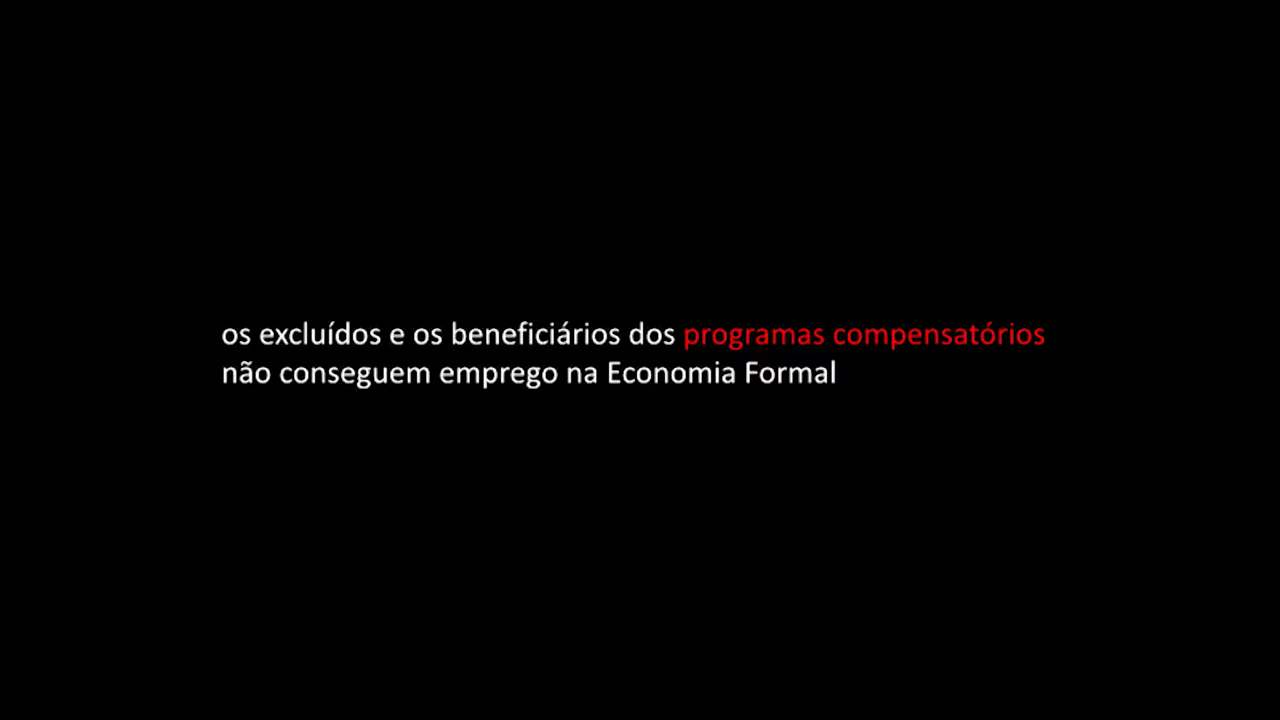 os excluídos e os beneficiários dos programas compensatórios
não conseguem emprego na Economia Formal